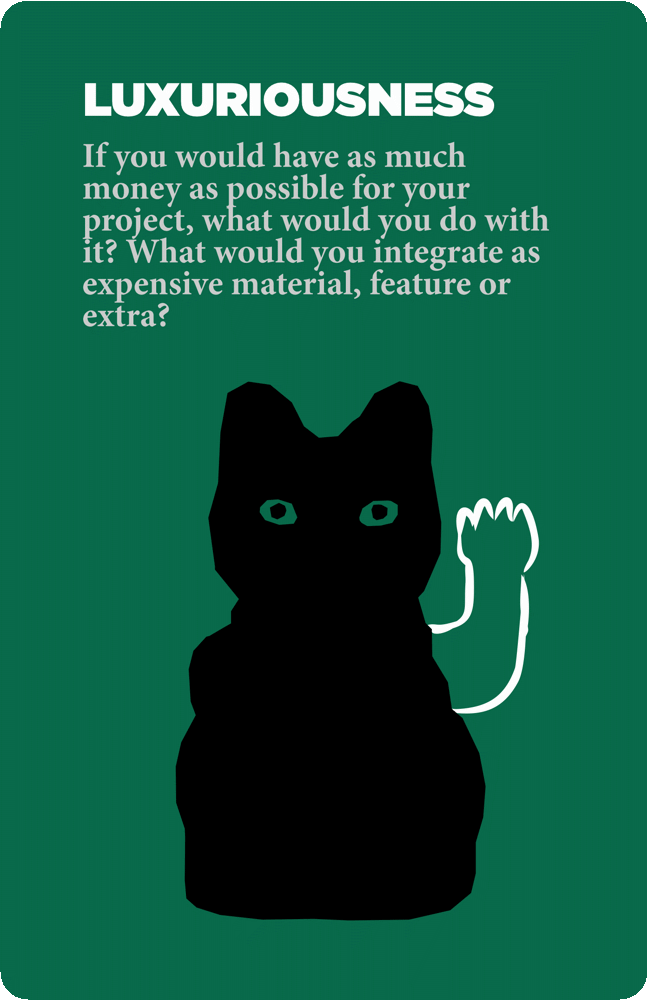 LUXURIOUSNESS
If you would have as much
money as possible for your
project, what would you do with
it? What would you integrate as
expensive material, feature or
extra?